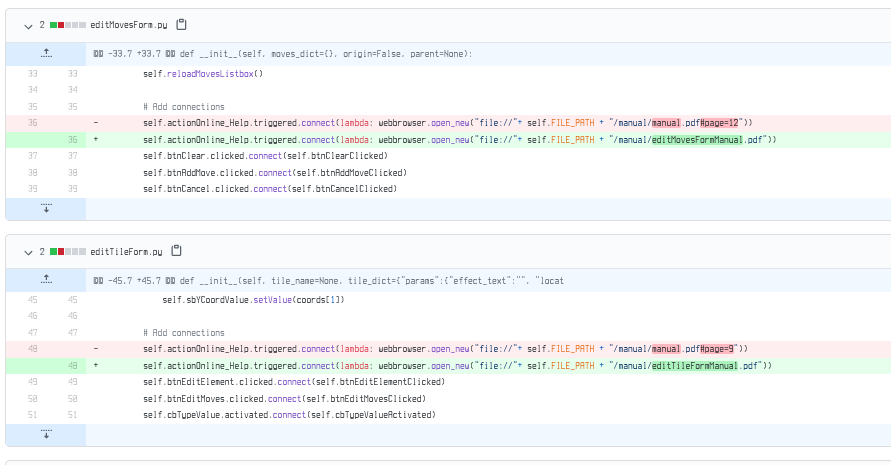 2 editMovesForm.py
@@ -33,7 +33,7 @@ def __init__(self, moves_dict={}, origin=False, parent=None):
33 33 self.reloadMovesListbox()
34 34
35 35 # Add connections
36 - self.actionOnline_Help.triggered.connect(lambda: webbrowser.open_new("file://"+ self.FILE_PATH + "/manual/manual.pdf#page=12"))
36 + self.actionOnline_Help.triggered.connect(lambda: webbrowser.open_new("file://"+ self.FILE_PATH + "/manual/editMovesFormManual.pdf"))
37 37 self.btnClear.clicked.connect(self.btnClearClicked)
38 38 self.btnAddMove.clicked.connect(self.btnAddMoveClicked)
39 39 self.btnCancel.clicked.connect(self.btnCancelClicked)
2 editTileForm.py
@@ -45,7 +45,7 @@ def __init__(self, tile_name=None, tile_dict={"params":{"effect_text":"", "locat
45 45 self.sbYCoordValue.setValue(coords[1])
46 46
47 47 # Add connections
48 - self.actionOnline_Help.triggered.connect(lambda: webbrowser.open_new("file://"+ self.FILE_PATH + "/manual/manual.pdf#page=9"))
48 + self.actionOnline_Help.triggered.connect(lambda: webbrowser.open_new("file://"+ self.FILE_PATH + "/manual/editTileFormManual.pdf"))
49 49 self.btnEditElement.clicked.connect(self.btnEditElementClicked)
50 50 self.btnEditMoves.clicked.connect(self.btnEditMovesClicked)
51 51 self.cbTypeValue.activated.connect(self.cbTypeValueActivated)